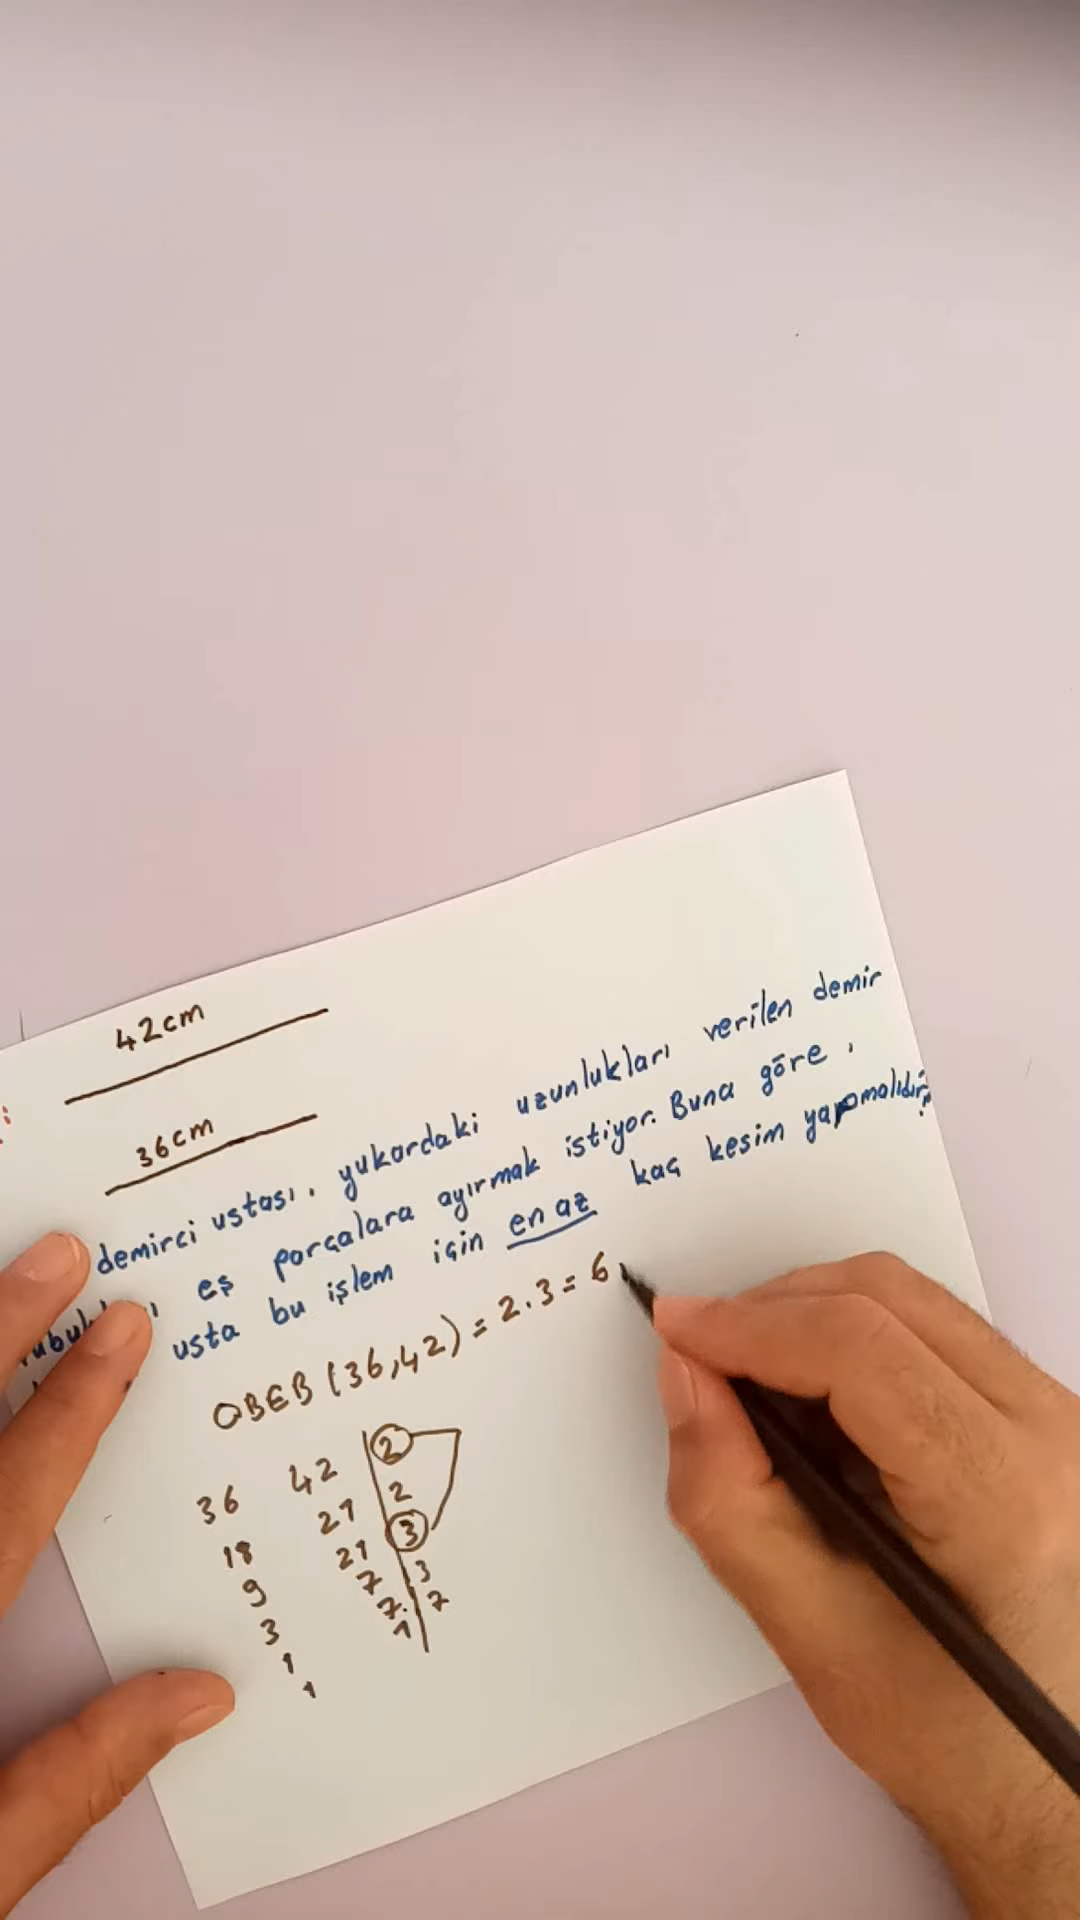 42cm
36cm
demirci ustası, yukardaki uzunlukları verilen demir
eş parçalara ayırmak istiyor. Buna göre,
usta bu işlem için en az kaç kesim yapmalıdır?
OBEB (36,42) = 2.3 = 6
36 42 2
18 21 2
9 21 3
3 7 3
1 7 7
1 1